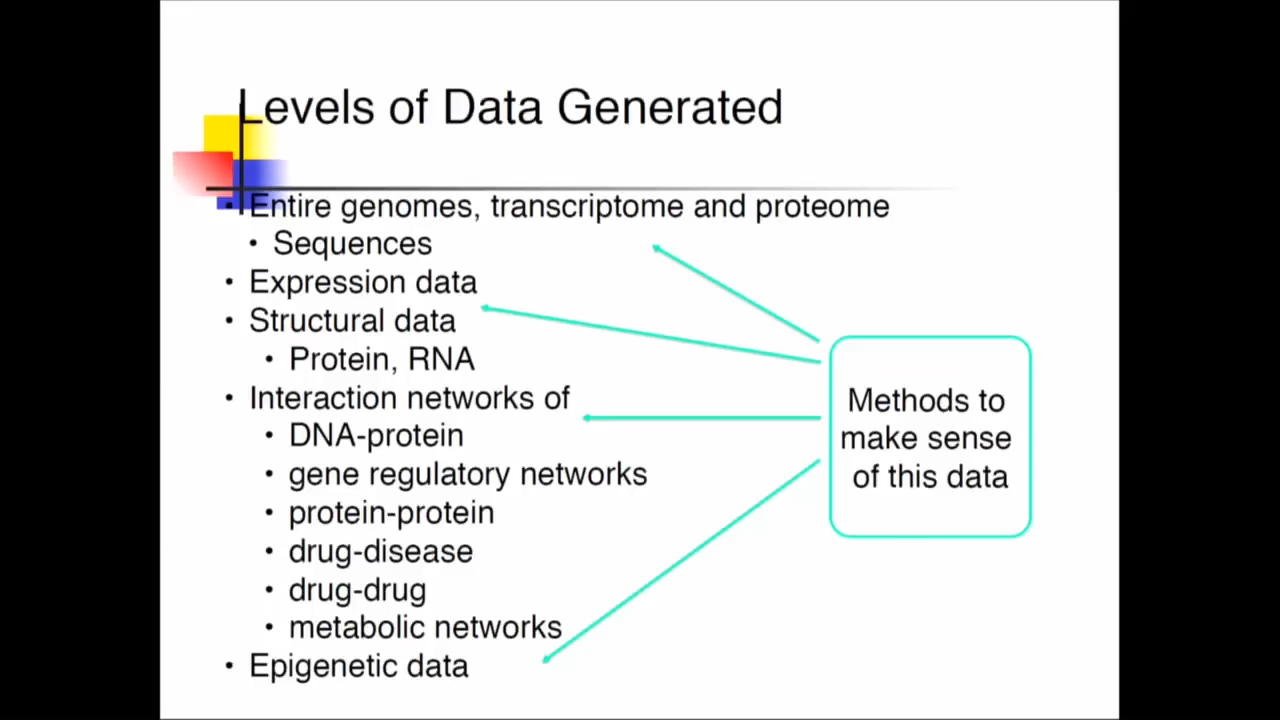 Levels of Data Generated
• Entire genomes, transcriptome and proteome
• Sequences
• Expression data
• Structural data
• Protein, RNA
• Interaction networks of
• DNA-protein
• gene regulatory networks
• protein-protein
• drug-disease
• drug-drug
• metabolic networks
• Epigenetic data
Methods to
make sense
of this data